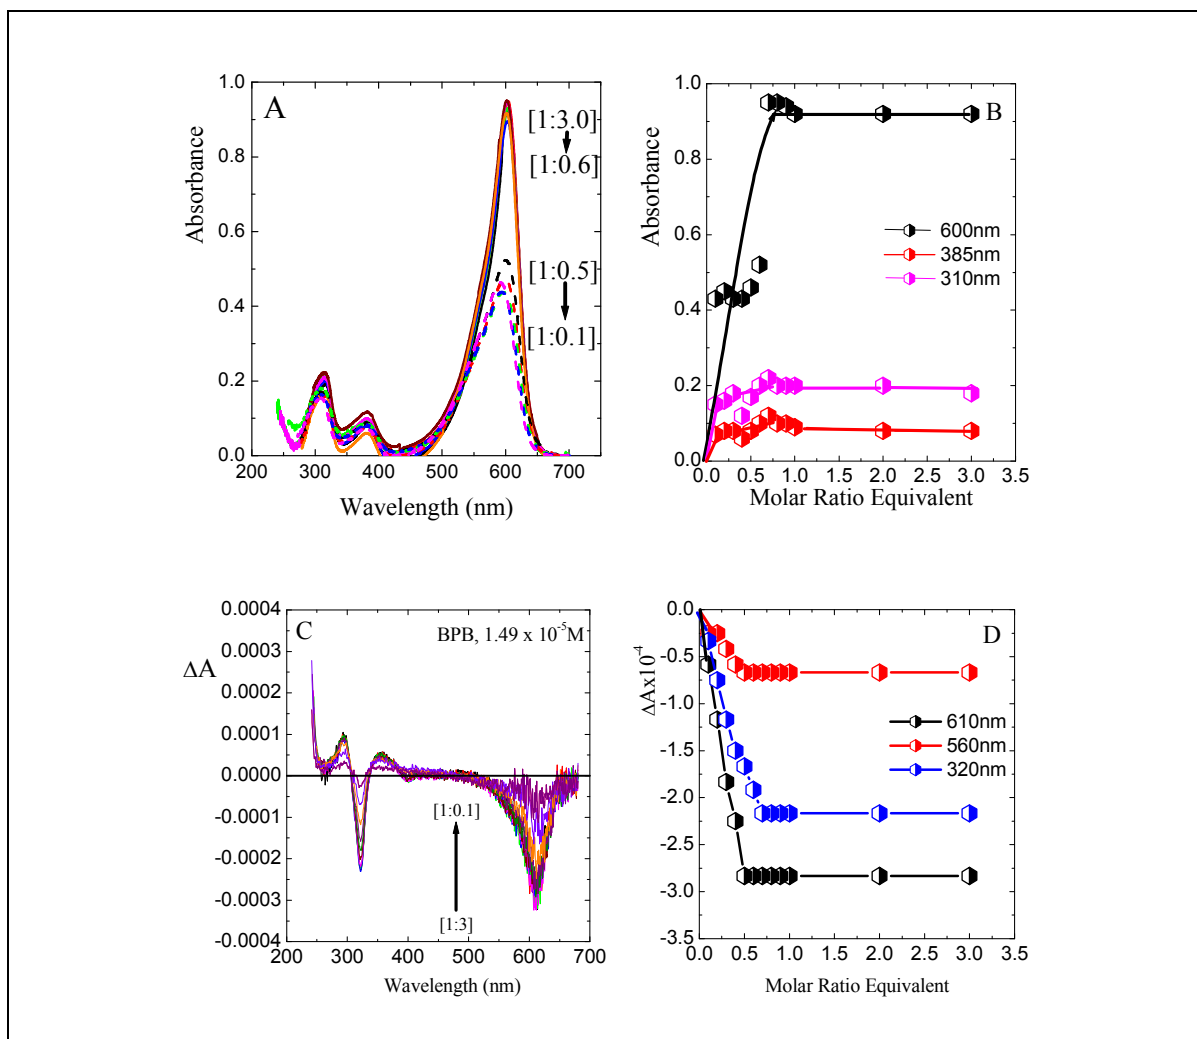 A
1.0
0.8
0.6
0.4
0.2
0.0
200 300 400 500 600 700
Absorbance
Wavelength (nm)
[1:3.0]
[1:0.6]
[1:0.5]
[1:0.1]
B
1.0
0.8
0.6
0.4
0.2
0.0
0.0 0.5 1.0 1.5 2.0 2.5 3.0 3.5
Absorbance
Molar Ratio Equivalent
600nm
385nm
310nm
C
BPB, 1.49 x 10⁻⁵M
0.0004
0.0003
0.0002
0.0001
0.0000
-0.0001
-0.0002
-0.0003
-0.0004
200 300 400 500 600 700
ΔA
Wavelength (nm)
[1:0.1]
[1:3]
D
0.0
-0.5
-1.0
-1.5
-2.0
-2.5
-3.0
-3.5
0.0 0.5 1.0 1.5 2.0 2.5 3.0 3.5
ΔAx10⁻⁴
Molar Ratio Equivalent
610nm
560nm
320nm